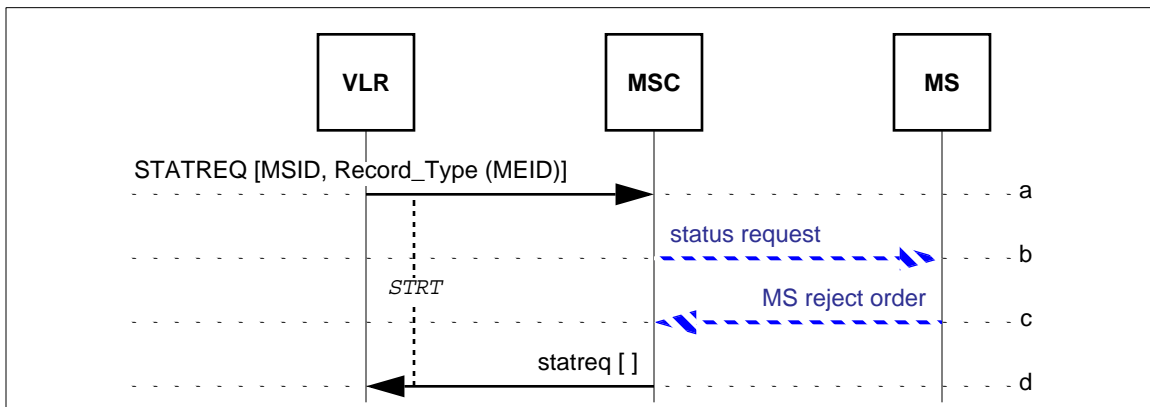 VLR MSC MS
STATREQ [MSID, Record_Type (MEID)]
a
status request
b
STRT
MS reject order
c
statreq [ ]
d